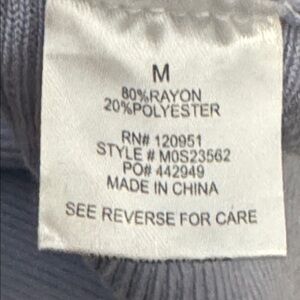 M
80%RAYON
20%POLYESTER
RN# 120951
STYLE # M0S23562
PO# 442949
MADE IN CHINA
SEE REVERSE FOR CARE